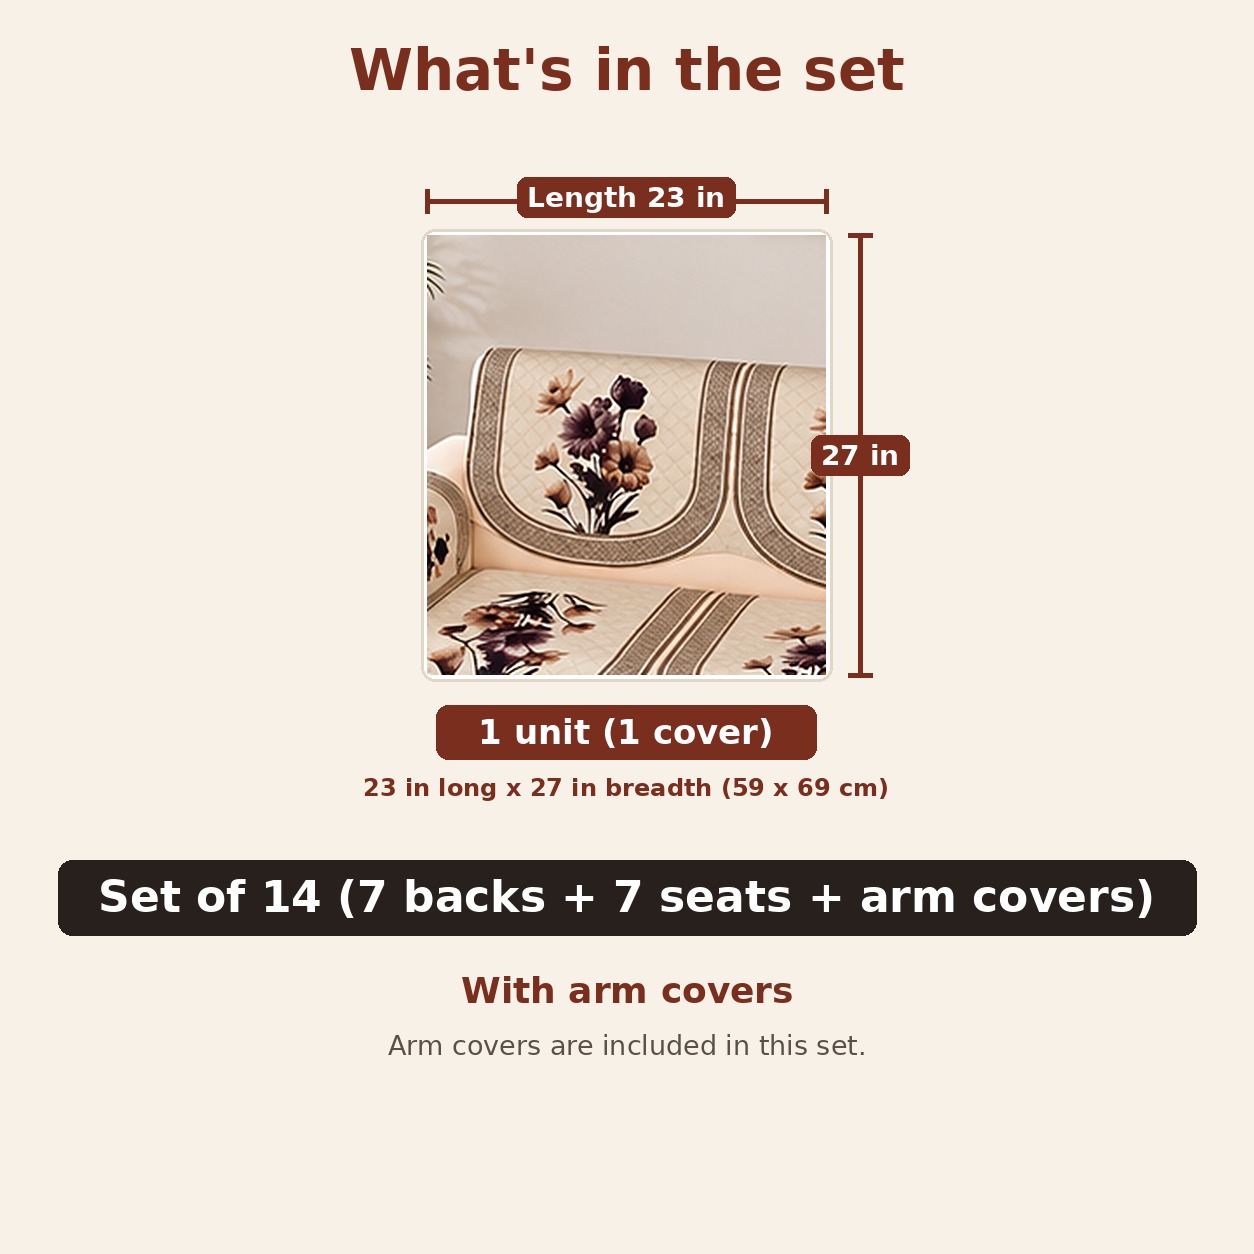 What's in the set
Length 23 in
27 in
1 unit (1 cover)
23 in long x 27 in breadth (59 x 69 cm)
Set of 14 (7 backs + 7 seats + arm covers)
With arm covers
Arm covers are included in this set.